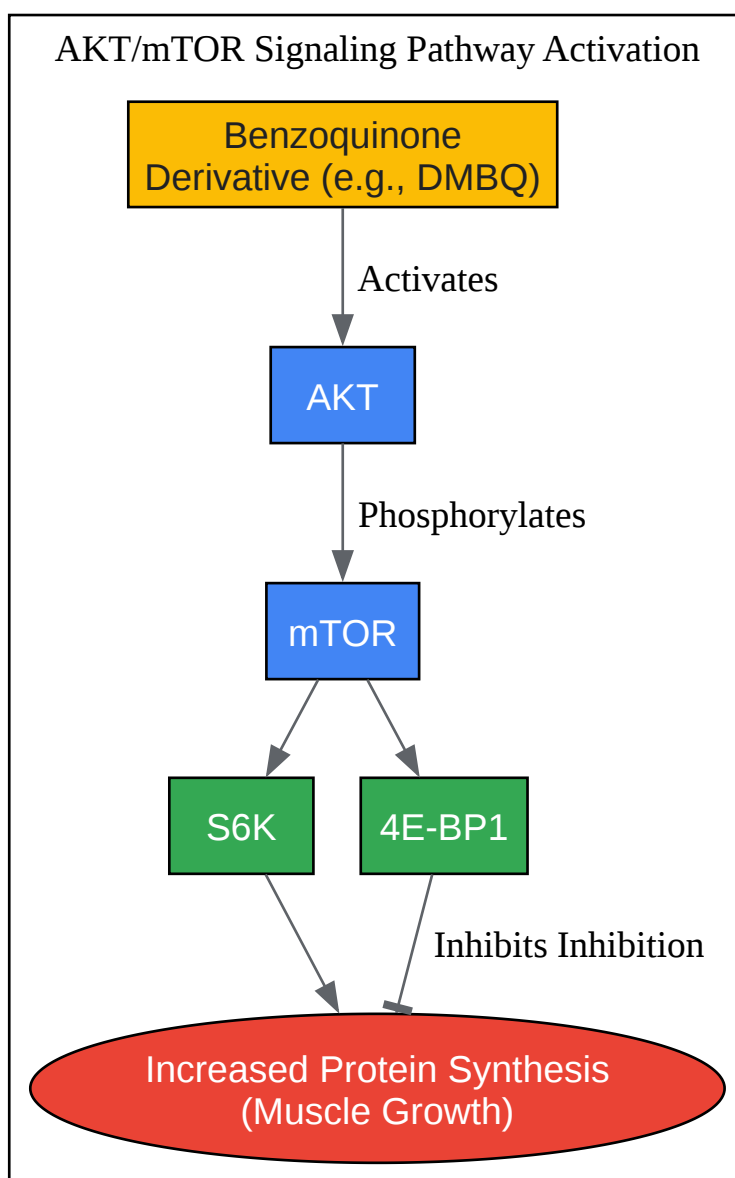 AKT/mTOR Signaling Pathway Activation
Benzoquinone
Derivative (e.g., DMBQ)
Activates
AKT
Phosphorylates
mTOR
S6K
4E-BP1
Inhibits Inhibition
Increased Protein Synthesis
(Muscle Growth)